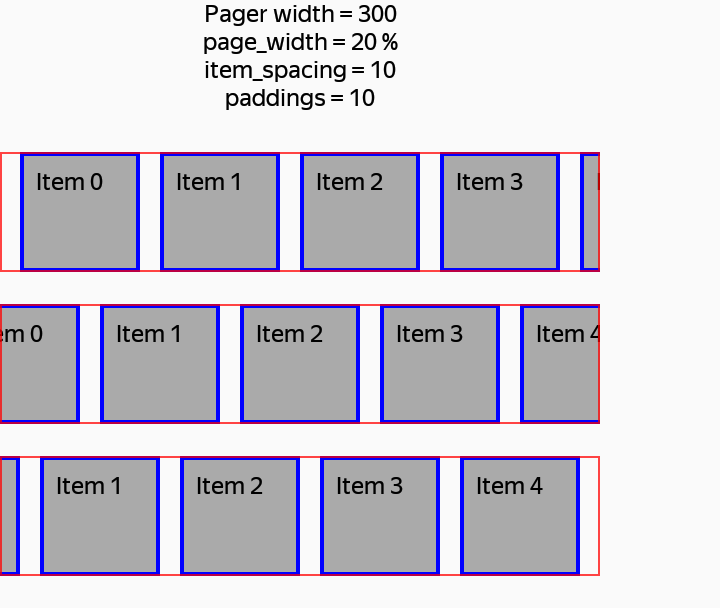 Pager width = 300
page_width = 20 %
item_spacing = 10
paddings = 10
Item 0 Item 1 Item 2 Item 3
em 0 Item 1 Item 2 Item 3 Item 4
Item 1 Item 2 Item 3 Item 4